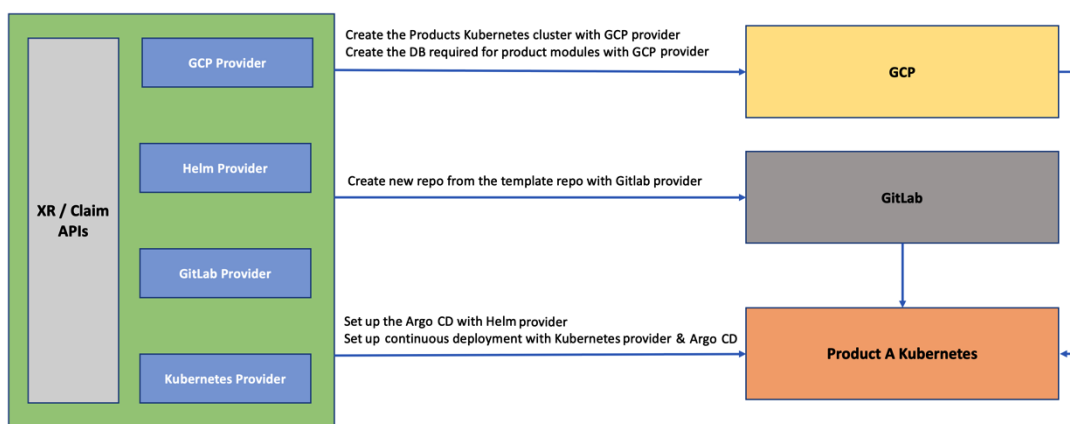 XR / Claim
APIs
GCP Provider
Helm Provider
GitLab Provider
Kubernetes Provider
Create the Products Kubernetes cluster with GCP provider
Create the DB required for product modules with GCP provider
GCP
Create new repo from the template repo with Gitlab provider
GitLab
Set up the Argo CD with Helm provider
Set up continuous deployment with Kubernetes provider & Argo CD
Product A Kubernetes